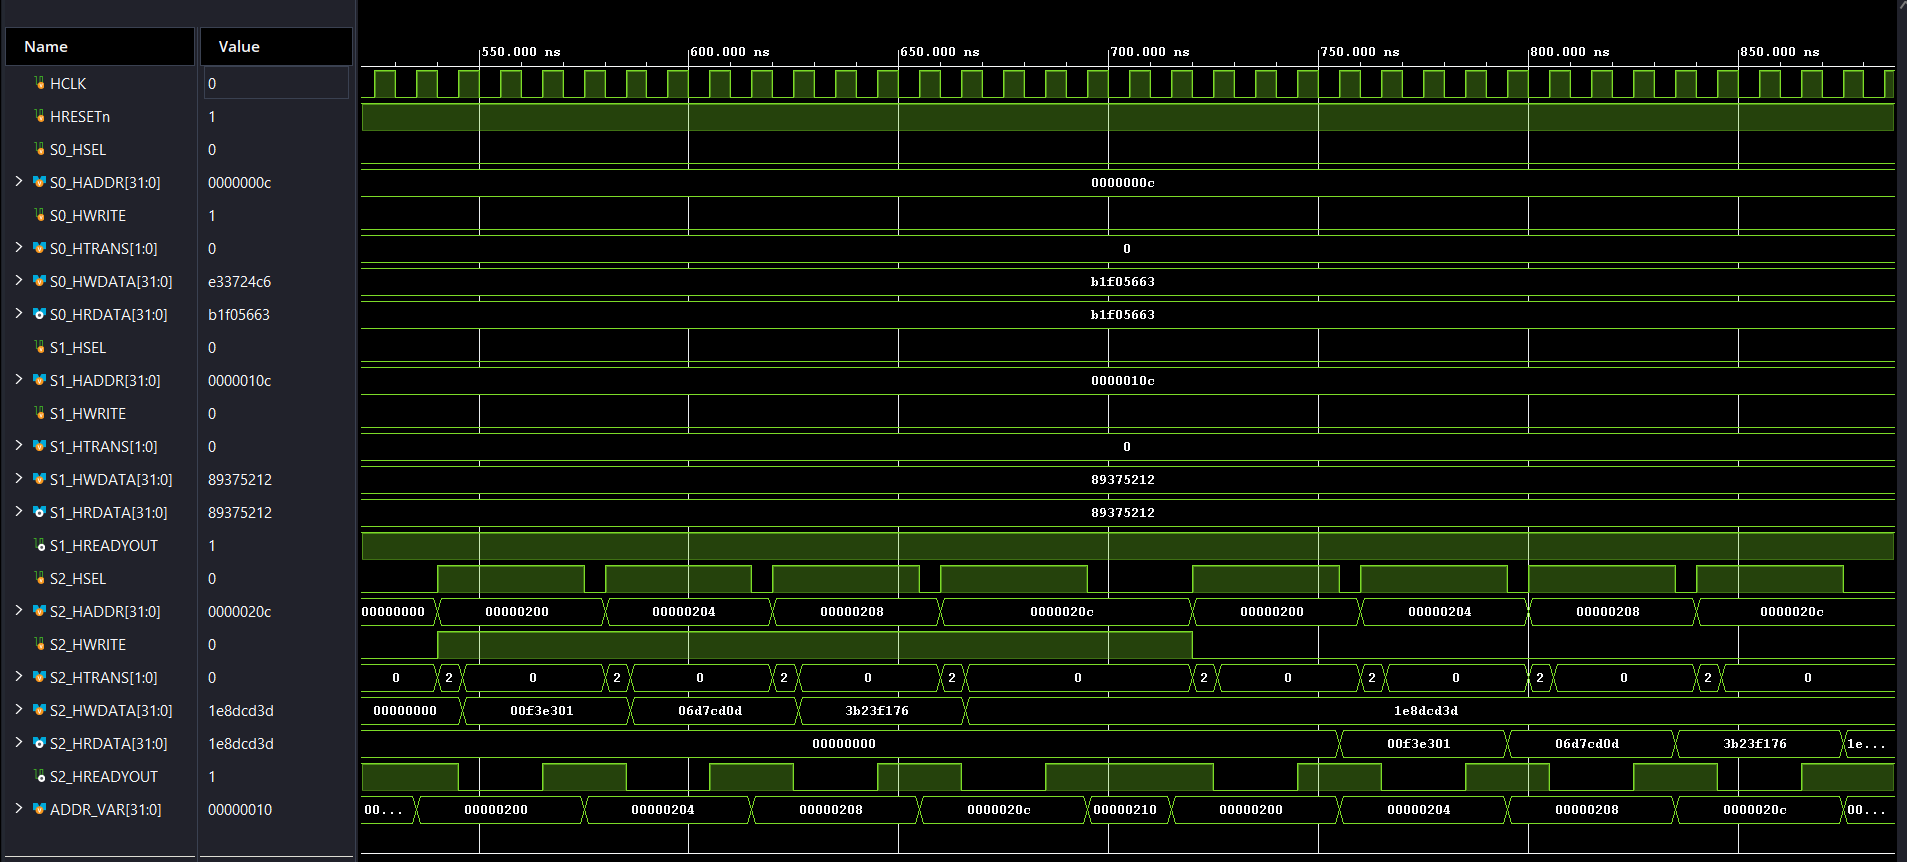 Name Value
550.000 ns 600.000 ns 650.000 ns 700.000 ns 750.000 ns 800.000 ns 850.000 ns
HCLK 0
HRESETn 1
S0_HSEL 0
S0_HADDR[31:0] 0000000c 0000000c
S0_HWRITE 1
S0_HTRANS[1:0] 0 0
S0_HWDATA[31:0] e33724c6 b1f05663
S0_HRDATA[31:0] b1f05663 b1f05663
S1_HSEL 0
S1_HADDR[31:0] 0000010c 0000010c
S1_HWRITE 0
S1_HTRANS[1:0] 0 0
S1_HWDATA[31:0] 89375212 89375212
S1_HRDATA[31:0] 89375212 89375212
S1_HREADYOUT 1
S2_HSEL 0
S2_HADDR[31:0] 0000020c 00000000 00000200 00000204 00000208 0000020c 00000200 00000204 00000208 0000020c
S2_HWRITE 0
S2_HTRANS[1:0] 0 0 2 0 2 0 2 0 2 0 2 0 2 0 2 0 2 0
S2_HWDATA[31:0] 1e8dcd3d 00000000 00f3e301 06d7cd0d 3b23f176 1e8dcd3d
S2_HRDATA[31:0] 1e8dcd3d 00000000 00f3e301 06d7cd0d 3b23f176 1e...
S2_HREADYOUT 1
ADDR_VAR[31:0] 00000010 00... 00000200 00000204 00000208 0000020c 00000210 00000200 00000204 00000208 0000020c 00...